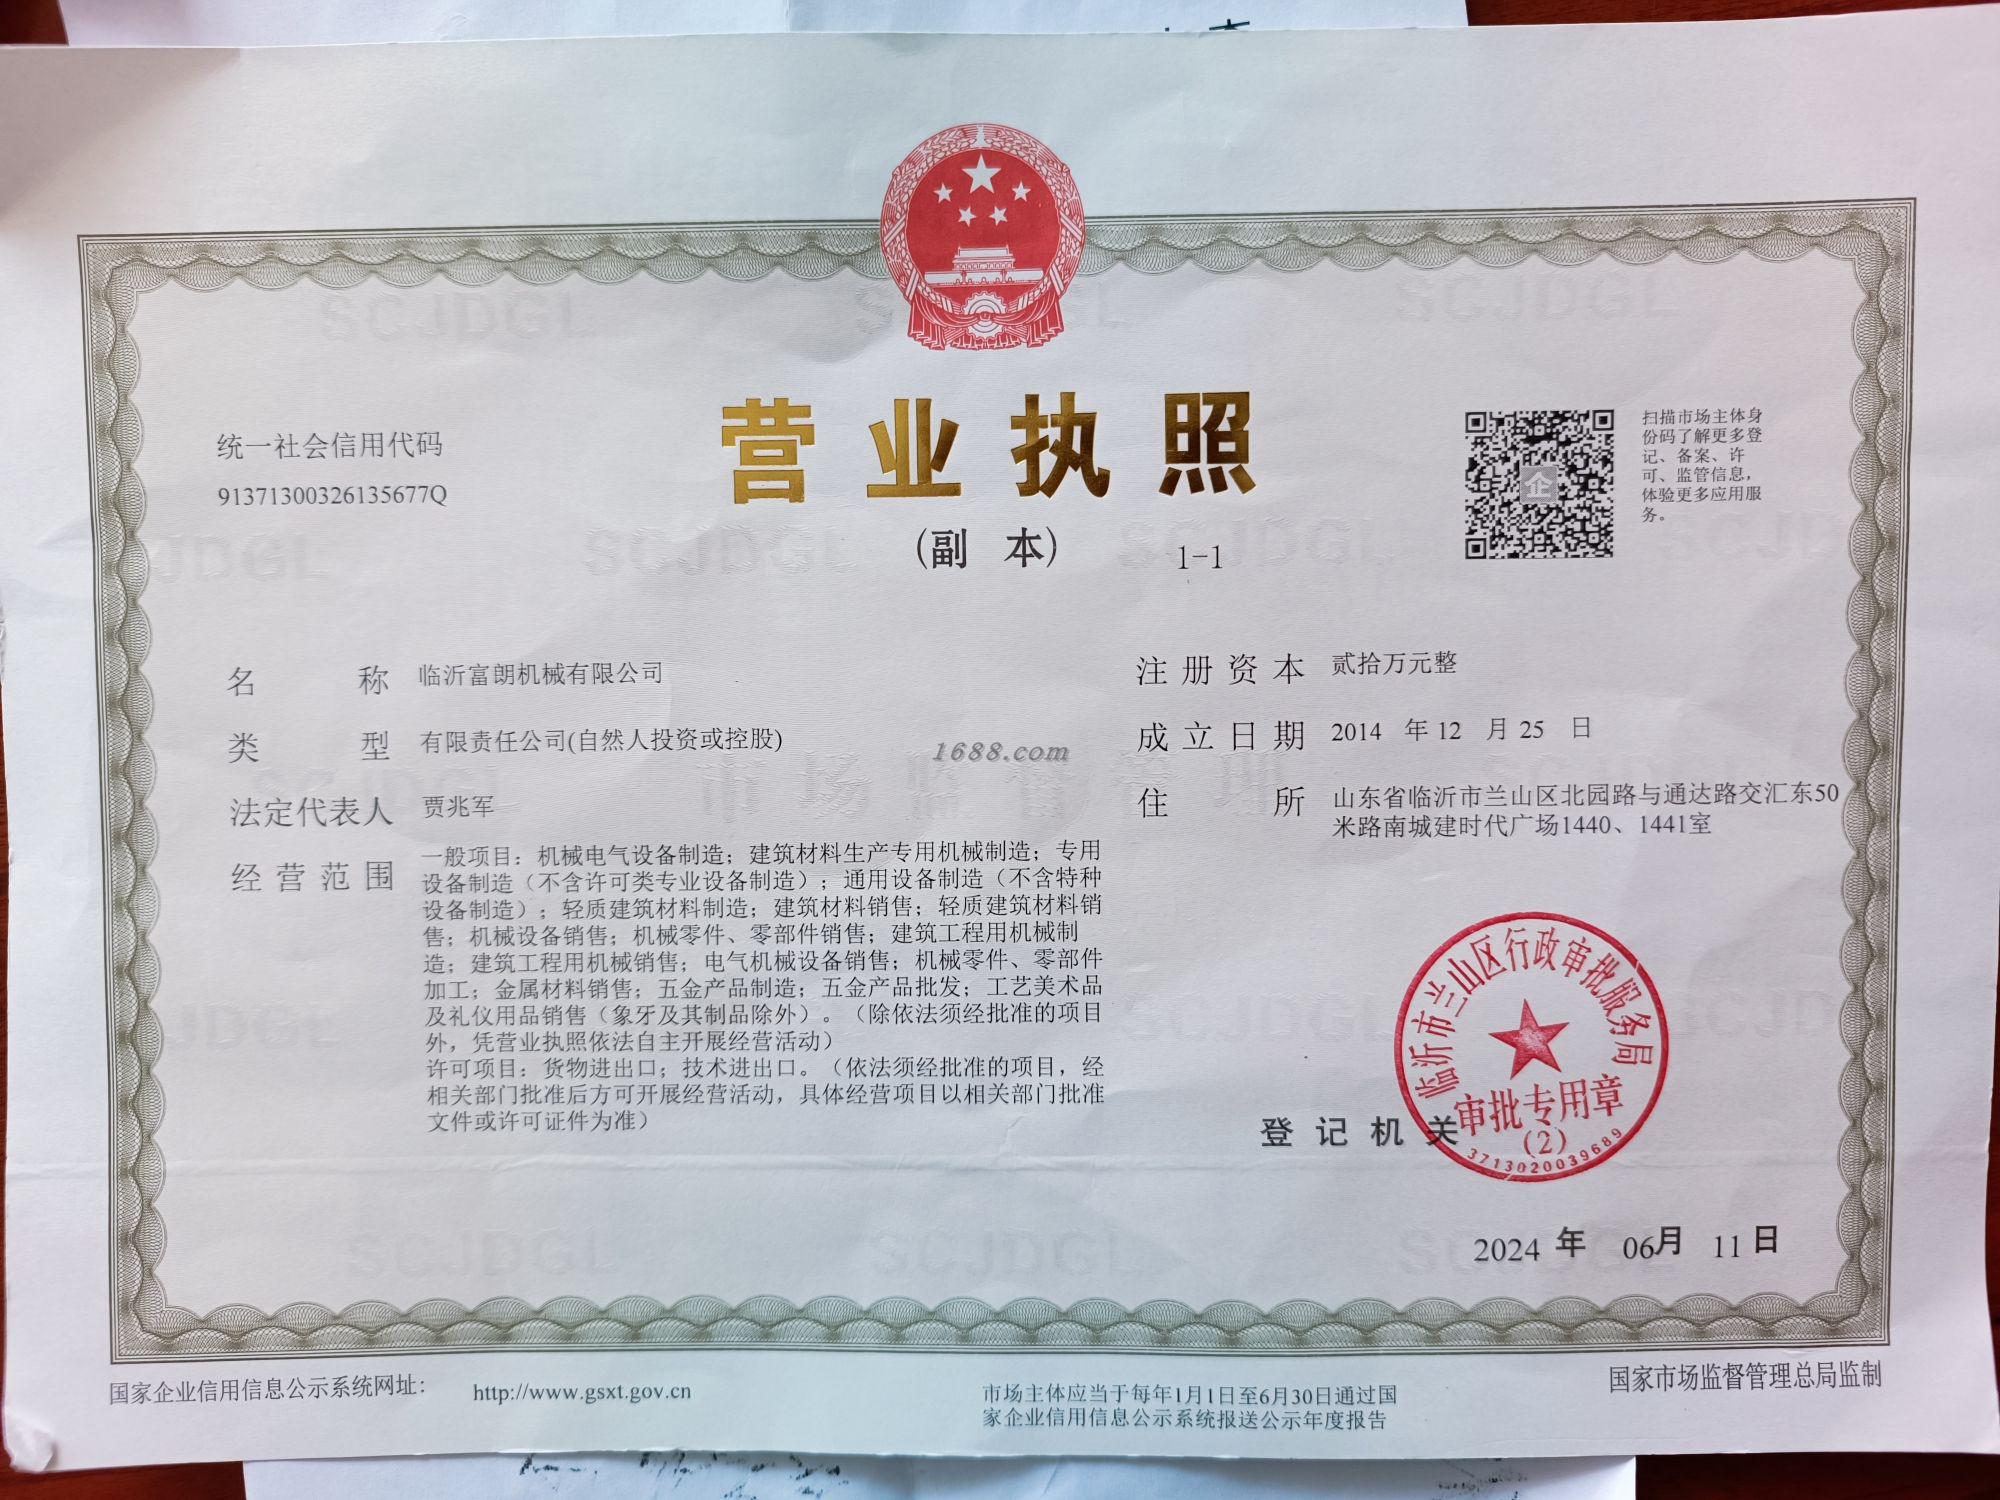 统一社会信用代码
91371300326135677Q
营业执照
(副 本) 1-1
企
扫描市场主体身
份码了解更多登
记、备案、许
可、监管信息,
体验更多应用服
务。
名 称 临沂富朗机械有限公司
类 型 有限责任公司(自然人投资或控股)
法定代表人 贾兆军
经营范围 一般项目：机械电气设备制造；建筑材料生产专用机械制造；专用
设备制造（不含许可类专业设备制造）；通用设备制造（不含特种
设备制造）；轻质建筑材料制造；建筑材料销售；轻质建筑材料销
售；机械设备销售；机械零件、零部件销售；建筑工程用机械制
造；建筑工程用机械销售；电气机械设备销售；机械零件、零部件
加工；金属材料销售；五金产品制造；五金产品批发；工艺美术品
及礼仪用品销售（象牙及其制品除外）。（除依法须经批准的项目
外，凭营业执照依法自主开展经营活动）
许可项目：货物进出口；技术进出口。（依法须经批准的项目，经
相关部门批准后方可开展经营活动，具体经营项目以相关部门批准
文件或许可证件为准）
1688.com
注册资本 贰拾万元整
成立日期 2014 年 12 月 25 日
住 所 山东省临沂市兰山区北园路与通达路交汇东50
米路南城建时代广场1440、1441室
登记机关
临沂市兰山区行政审批服务局
审批专用章
(2)
3713020039689
2024 年 06月 11日
SCJDGL
市场监督管理
国家企业信用信息公示系统网址： http://www.gsxt.gov.cn
市场主体应当于每年1月1日至6月30日通过国
家企业信用信息公示系统报送公示年度报告
国家市场监督管理总局监制